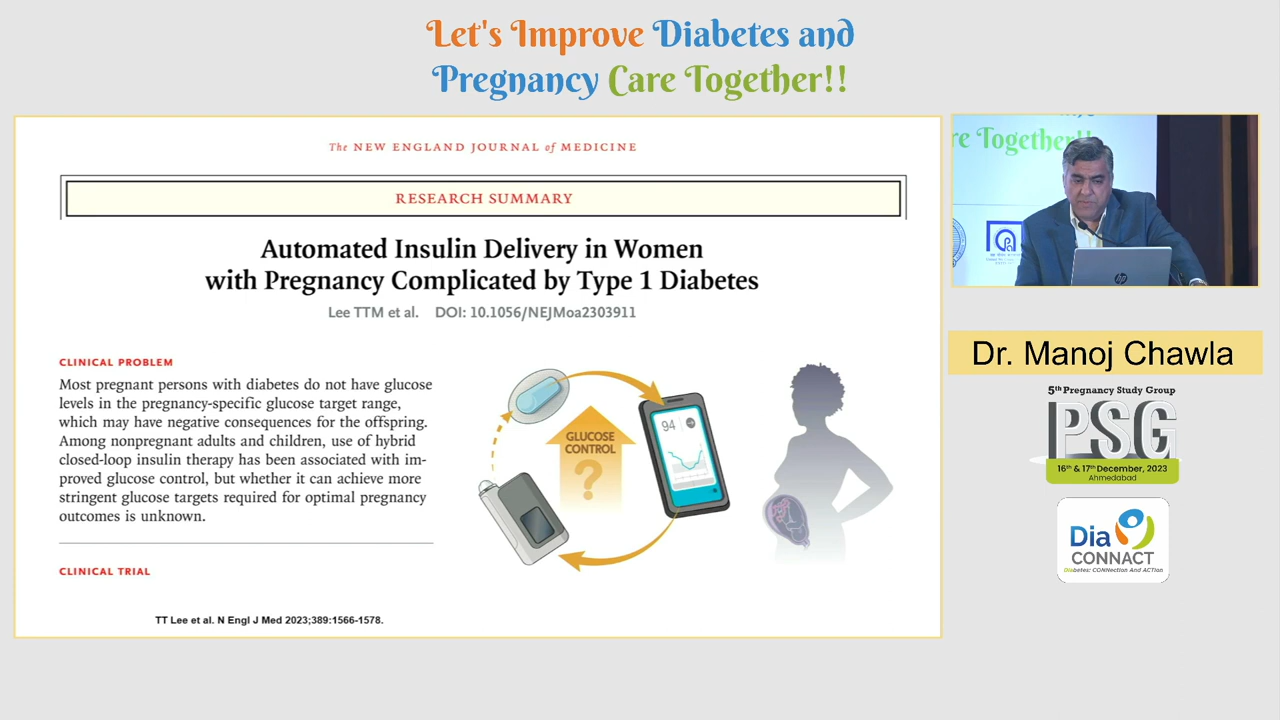 Let's Improve Diabetes and
Pregnancy Care Together!!
The NEW ENGLAND JOURNAL of MEDICINE
RESEARCH SUMMARY
Automated Insulin Delivery in Women
with Pregnancy Complicated by Type 1 Diabetes
Lee TTM et al. DOI: 10.1056/NEJMoa2303911
CLINICAL PROBLEM
Most pregnant persons with diabetes do not have glucose
levels in the pregnancy-specific glucose target range,
which may have negative consequences for the offspring.
Among nonpregnant adults and children, use of hybrid
closed-loop insulin therapy has been associated with im-
proved glucose control, but whether it can achieve more
stringent glucose targets required for optimal pregnancy
outcomes is unknown.
CLINICAL TRIAL
GLUCOSE
CONTROL
?
94
TT Lee et al. N Engl J Med 2023;389:1566-1578.
re Together!!
hp
Dr. Manoj Chawla
5th Pregnancy Study Group
PSG
16th & 17th December, 2023
Ahmedabad
Dia
CONNACT
Diabetes: CONNection And ACTion